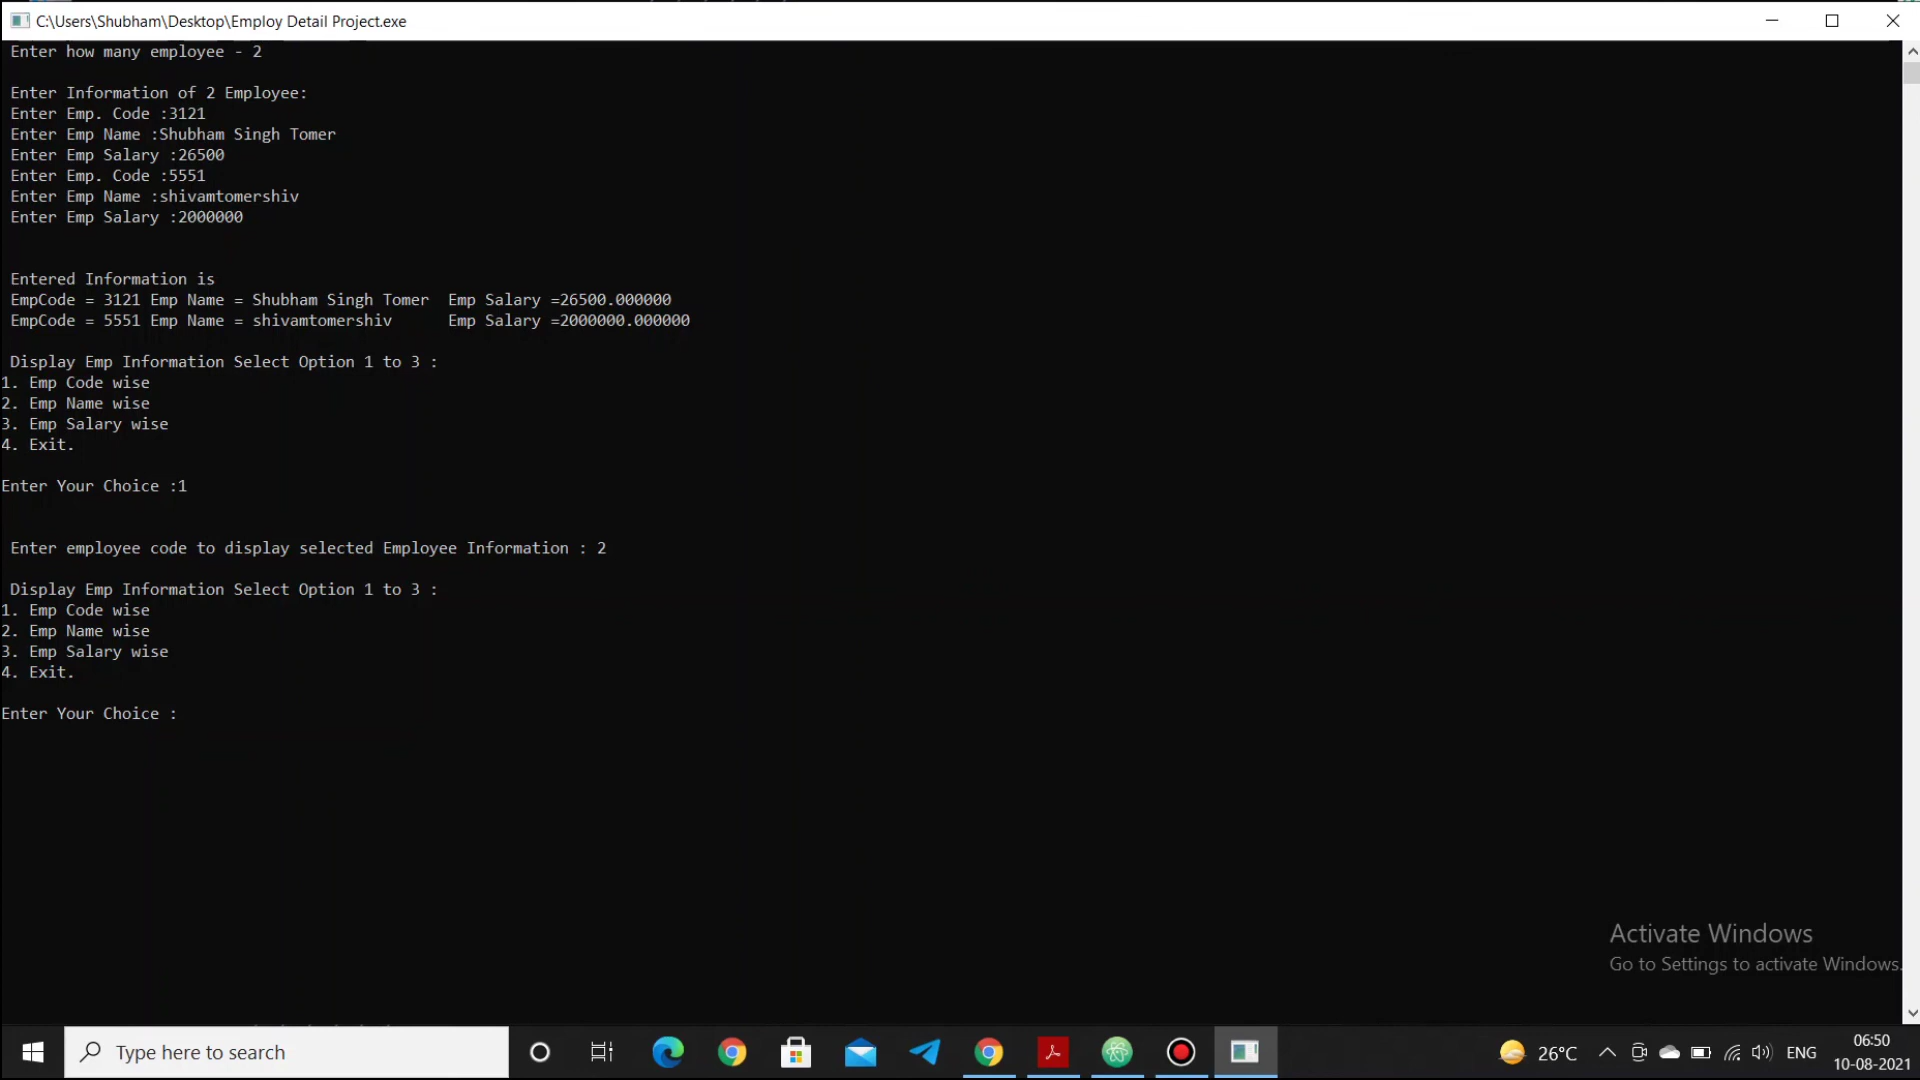 C:\Users\Shubham\Desktop\Employ Detail Project.exe
Enter how many employee - 2
Enter Information of 2 Employee:
Enter Emp. Code :3121
Enter Emp Name :Shubham Singh Tomer
Enter Emp Salary :26500
Enter Emp. Code :5551
Enter Emp Name :shivamtomershiv
Enter Emp Salary :2000000
Entered Information is
EmpCode = 3121 Emp Name = Shubham Singh Tomer  Emp Salary =26500.000000
EmpCode = 5551 Emp Name = shivamtomershiv      Emp Salary =2000000.000000
Display Emp Information Select Option 1 to 3 :
1. Emp Code wise
2. Emp Name wise
3. Emp Salary wise
4. Exit.
Enter Your Choice :1
Enter employee code to display selected Employee Information : 2
Display Emp Information Select Option 1 to 3 :
1. Emp Code wise
2. Emp Name wise
3. Emp Salary wise
4. Exit.
Enter Your Choice :
Activate Windows
Go to Settings to activate Windows.
Type here to search
26°C
ENG
06:50
10-08-2021